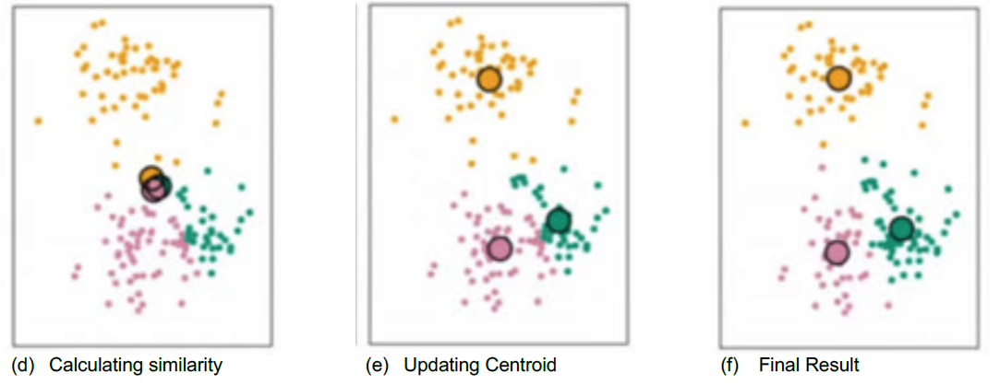 (d) Calculating similarity
(e) Updating Centroid
(f) Final Result